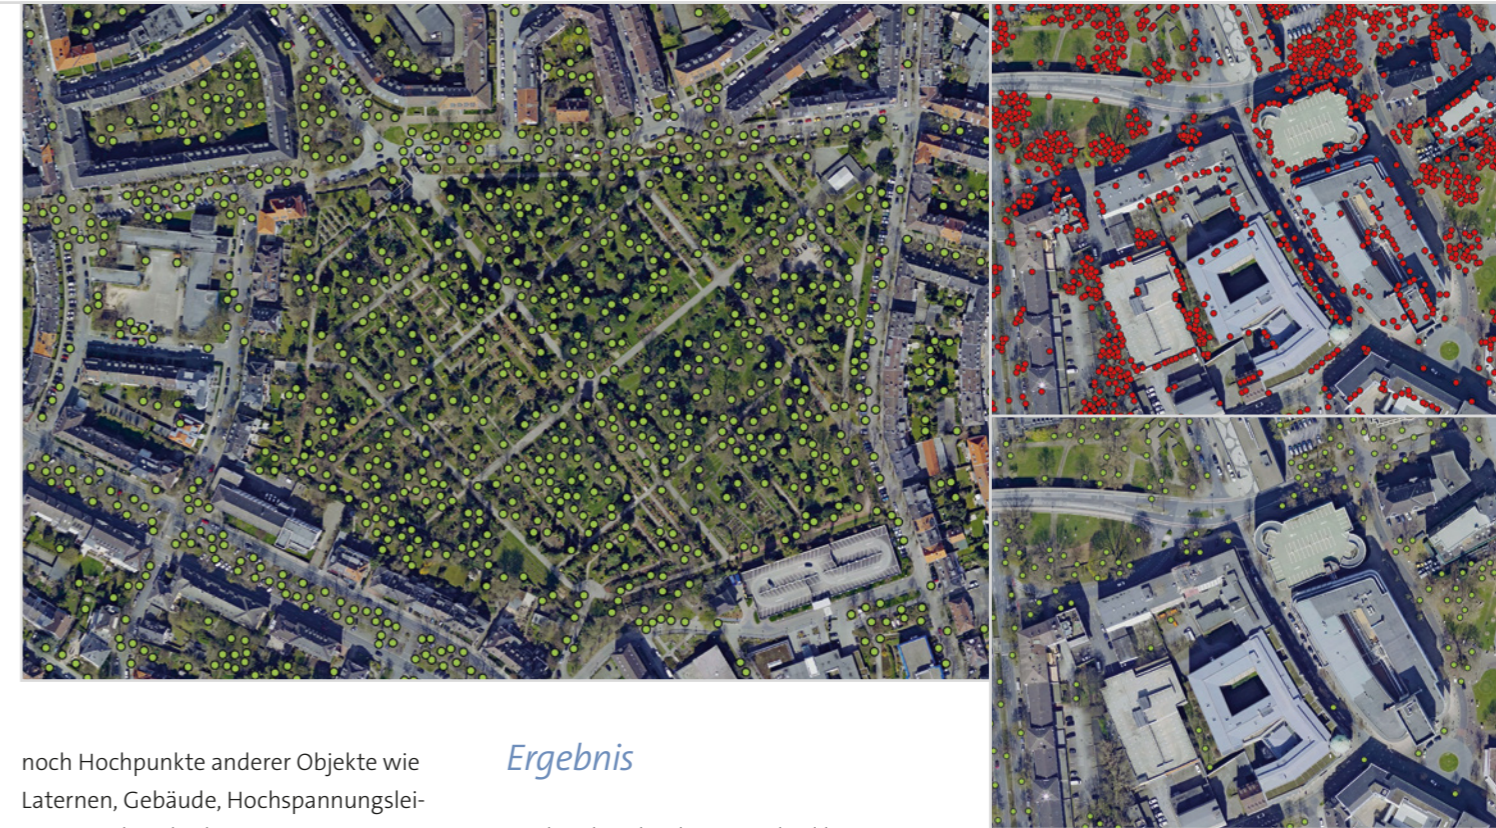 noch Hochpunkte anderer Objekte wie
Laternen, Gebäude, Hochspannungslei-
Ergebnis